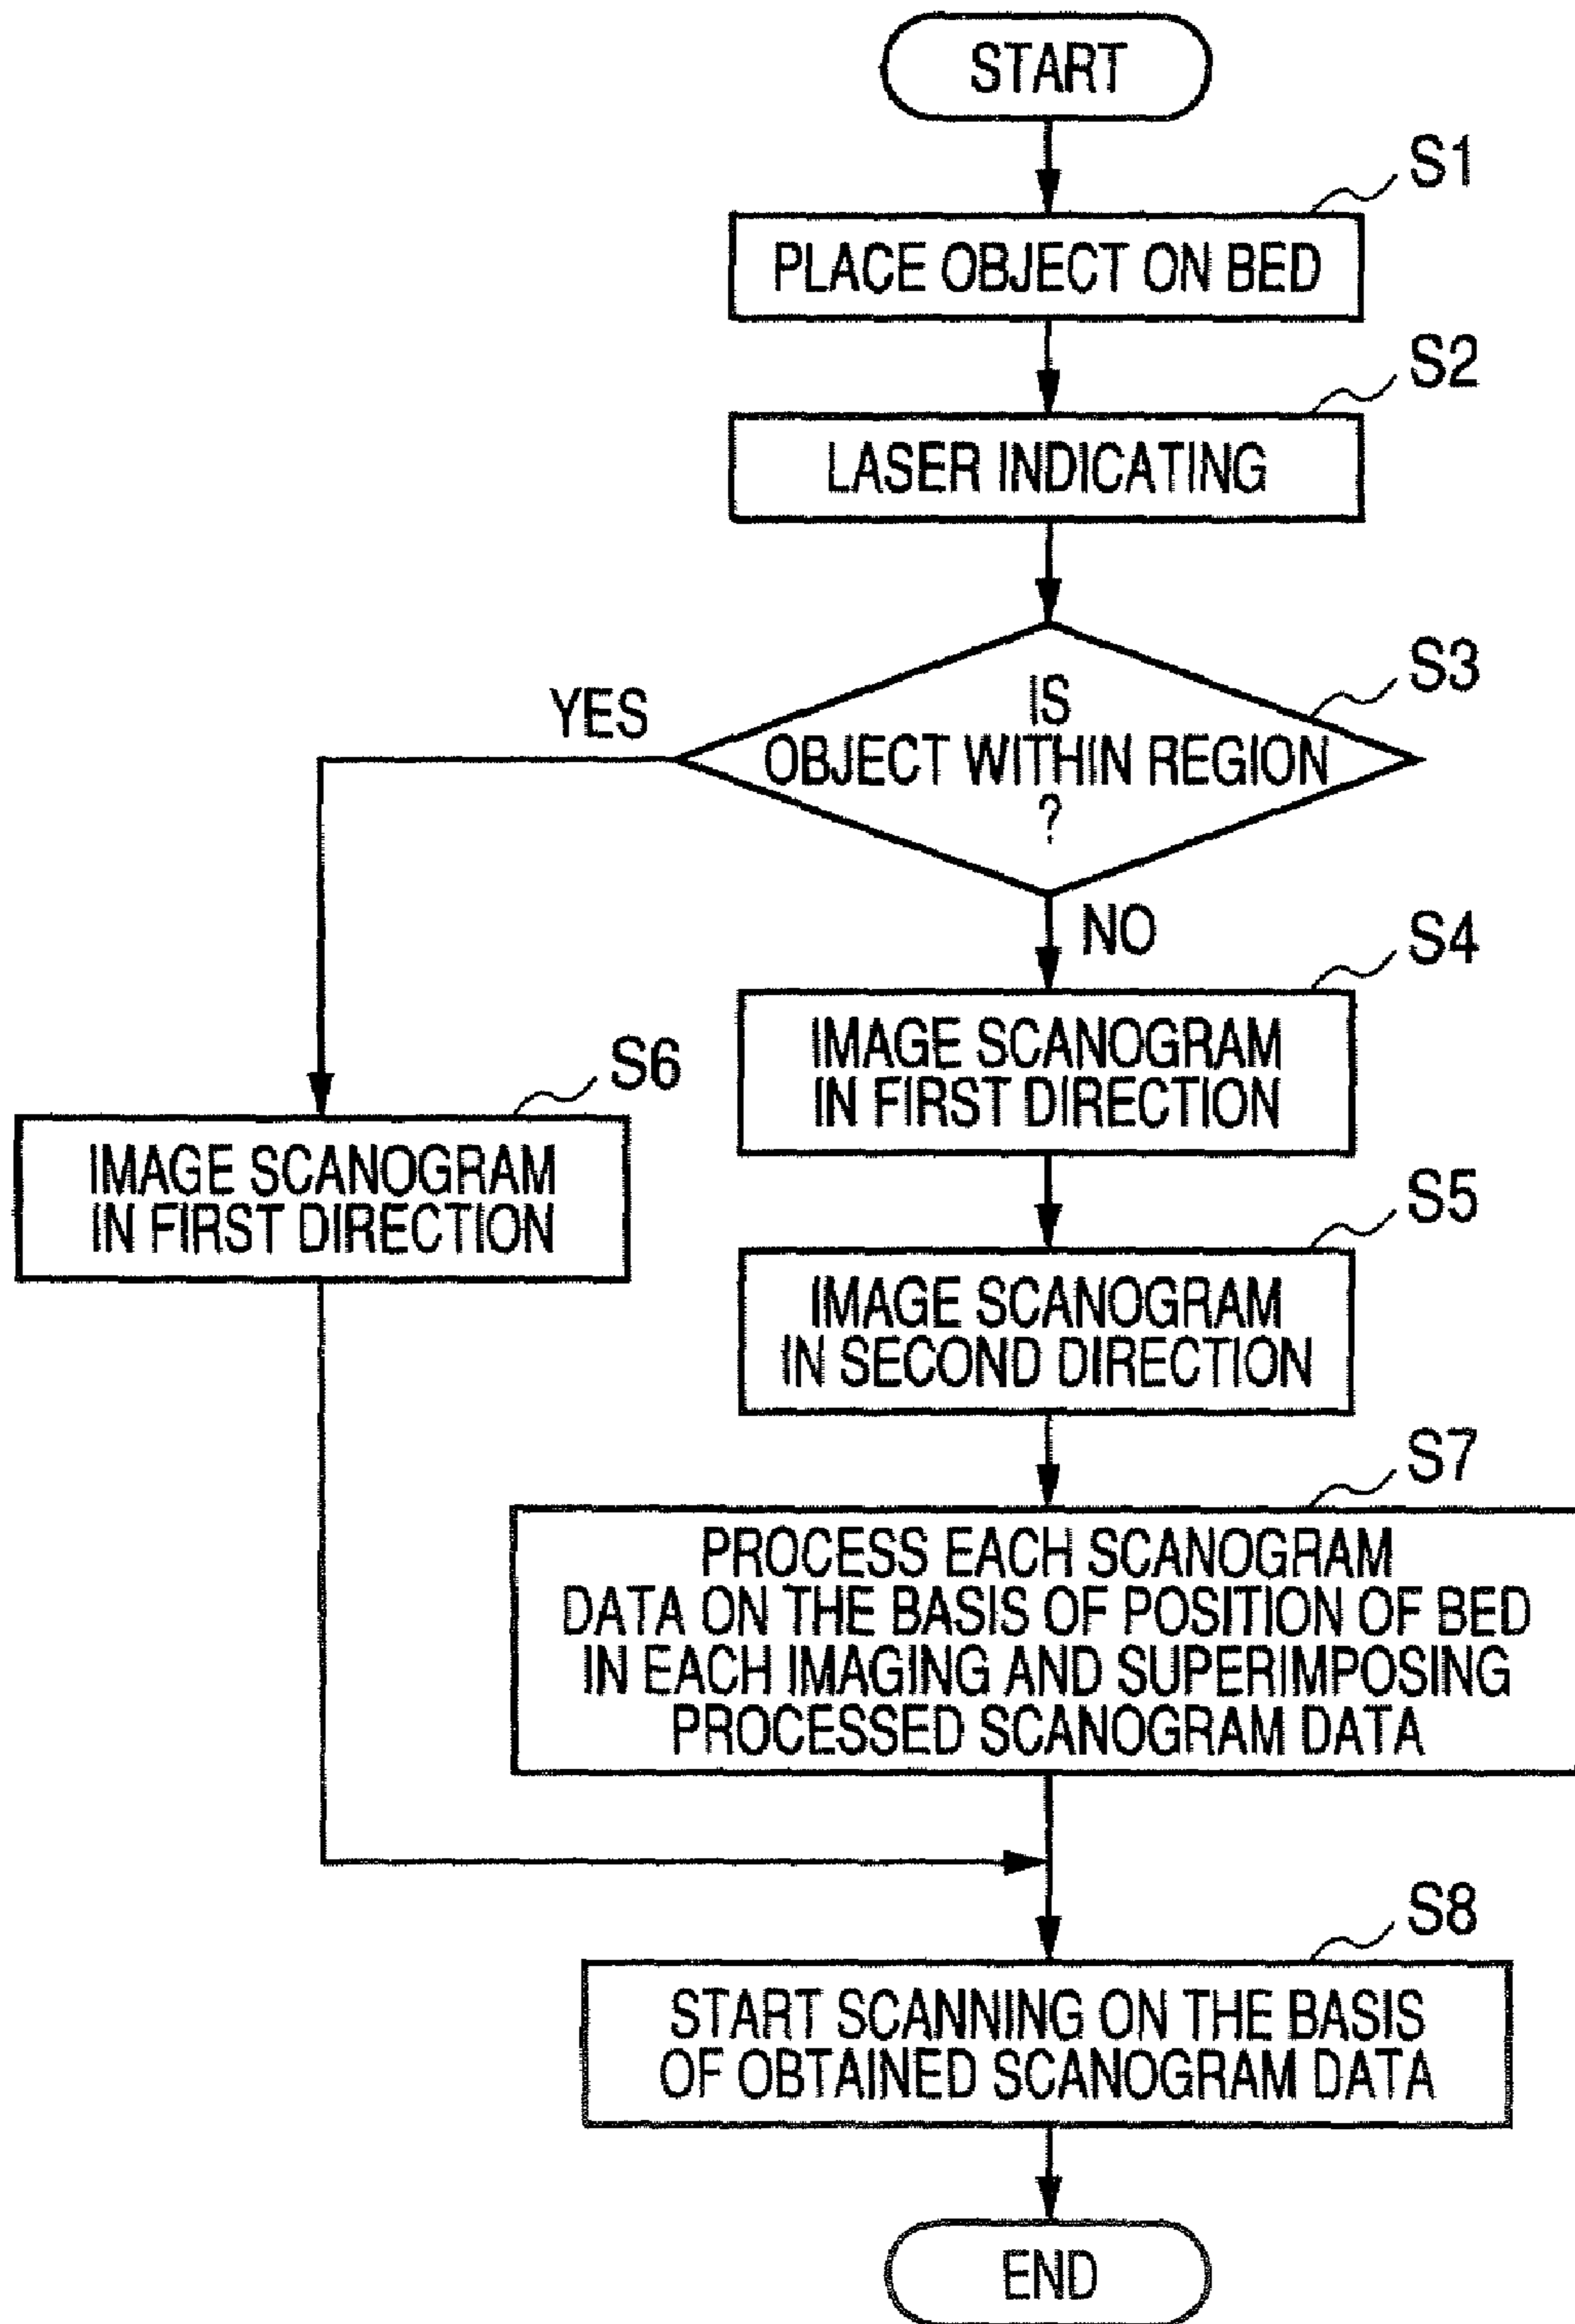 START
S1
PLACE OBJECT ON BED
S2
LASER INDICATING
S3
IS
OBJECT WITHIN REGION
?
YES
NO
S4
IMAGE SCANOGRAM
IN FIRST DIRECTION
S6
IMAGE SCANOGRAM
IN FIRST DIRECTION
S5
IMAGE SCANOGRAM
IN SECOND DIRECTION
S7
PROCESS EACH SCANOGRAM
DATA ON THE BASIS OF POSITION OF BED
IN EACH IMAGING AND SUPERIMPOSING
PROCESSED SCANOGRAM DATA
S8
START SCANNING ON THE BASIS
OF OBTAINED SCANOGRAM DATA
END